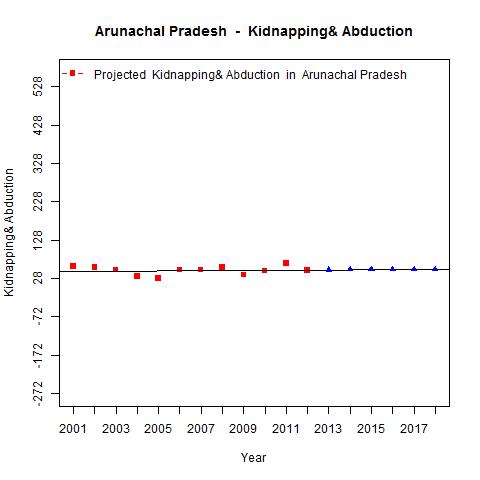 Arunachal Pradesh - Kidnapping& Abduction
Projected Kidnapping& Abduction in Arunachal Pradesh
Kidnapping& Abduction
528
428
328
228
128
28
-72
-172
-272
2001 2003 2005 2007 2009 2011 2013 2015 2017
Year